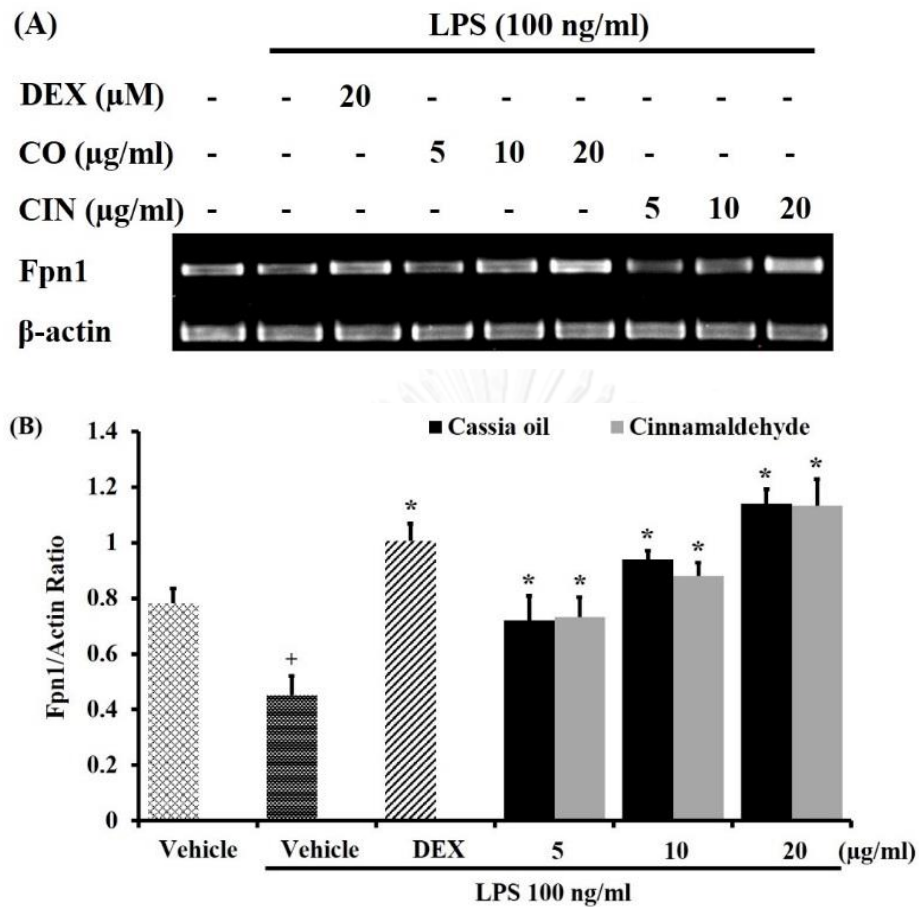 (A) LPS (100 ng/ml)
DEX (μM) - - 20 - - - - - -
CO (μg/ml) - - - 5 10 20 - - -
CIN (μg/ml) - - - - - - 5 10 20
Fpn1
β-actin
(B) ■ Cassia oil ■ Cinnamaldehyde
1.4
1.2
1
0.8
0.6
0.4
0.2
0
Fpn1/Actin Ratio
+
*
*
*
*
*
*
*
Vehicle Vehicle DEX 5 10 20 (μg/ml)
LPS 100 ng/ml